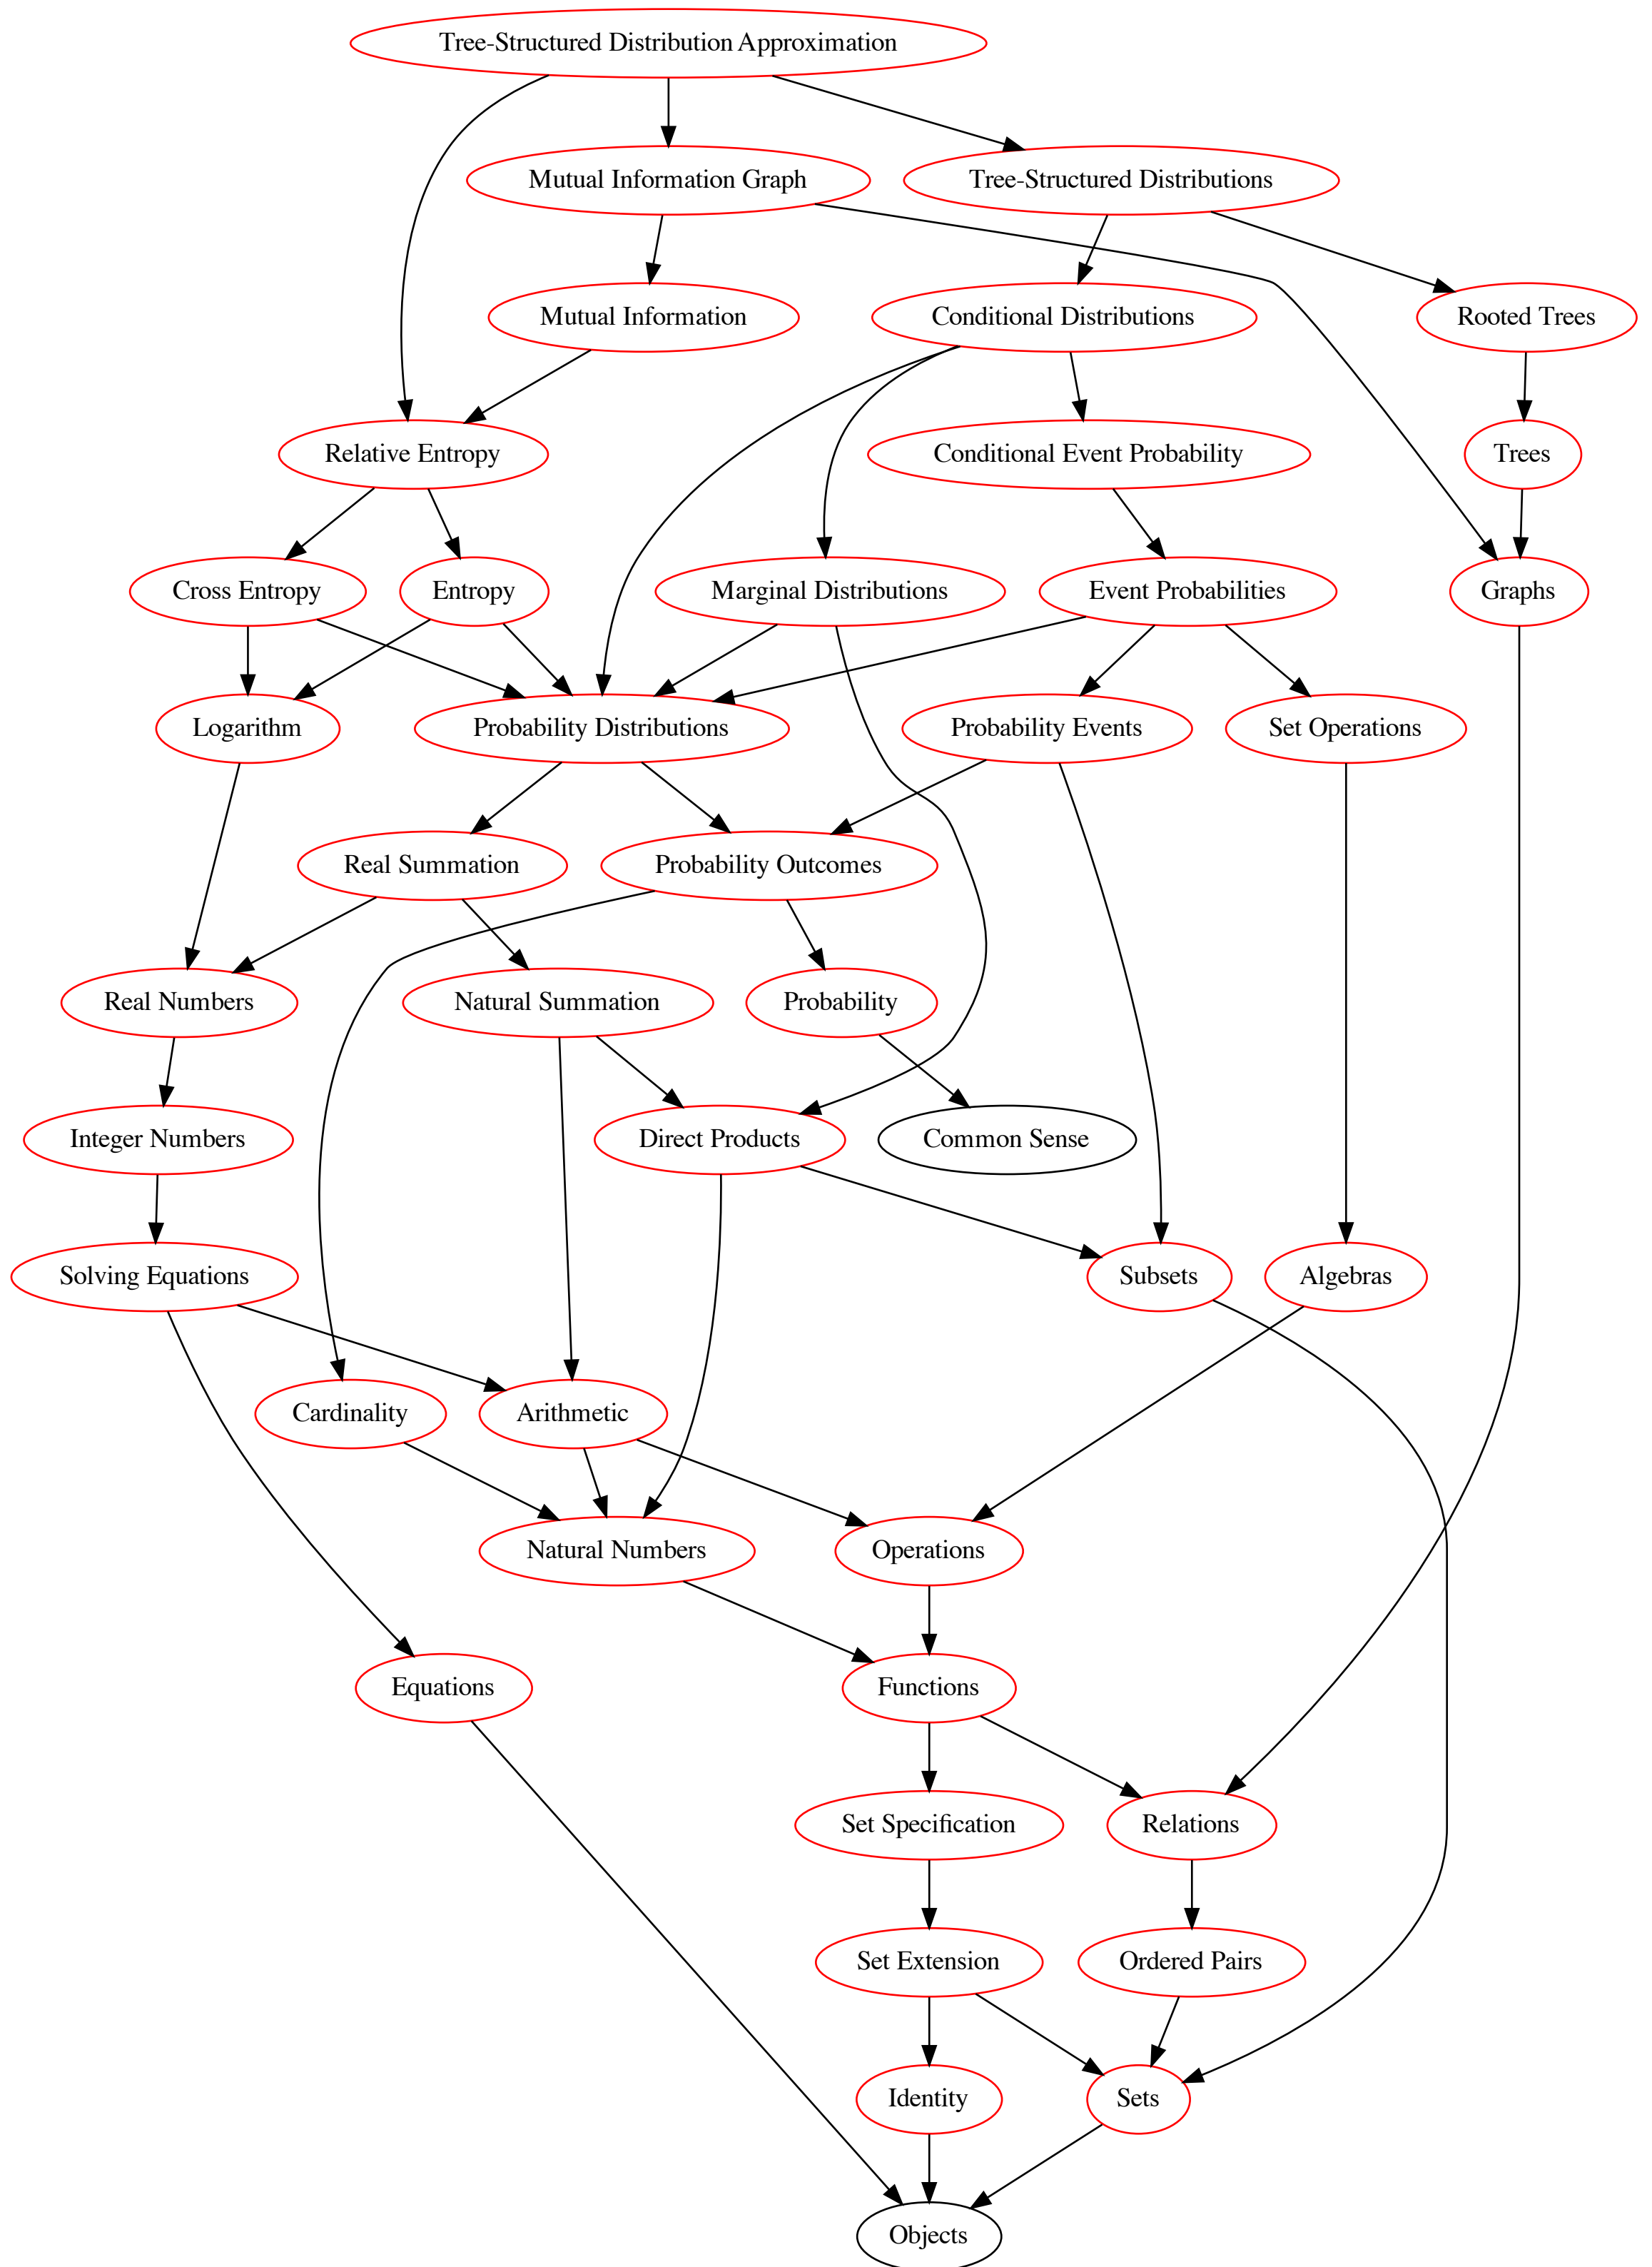 Tree-Structured Distribution Approximation
Mutual Information Graph
Tree-Structured Distributions
Mutual Information
Conditional Distributions
Rooted Trees
Relative Entropy
Conditional Event Probability
Trees
Cross Entropy
Entropy
Marginal Distributions
Event Probabilities
Graphs
Logarithm
Probability Distributions
Probability Events
Set Operations
Real Summation
Probability Outcomes
Real Numbers
Natural Summation
Probability
Integer Numbers
Direct Products
Common Sense
Solving Equations
Subsets
Algebras
Cardinality
Arithmetic
Natural Numbers
Operations
Equations
Functions
Set Specification
Relations
Set Extension
Ordered Pairs
Identity
Sets
Objects